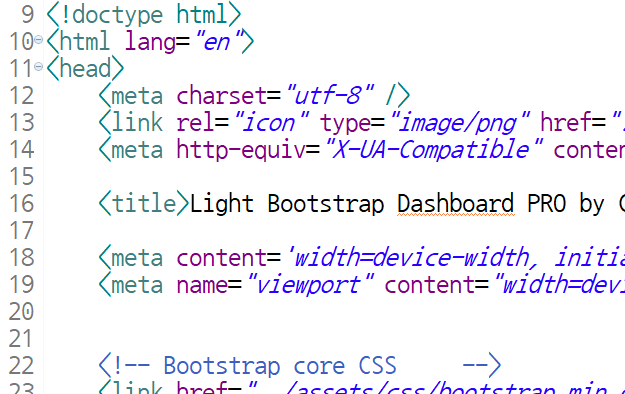 9 <!doctype html>
10 <html lang="en">
11 <head>
12 <meta charset="utf-8" />
13 <link rel="icon" type="image/png" href="
14 <meta http-equiv="X-UA-Compatible" conten
15
16 <title>Light Bootstrap Dashboard PRO by
17
18 <meta content='width=device-width, initia
19 <meta name="viewport" content="width=devi
20
21
22 <!-- Bootstrap core CSS     -->
23 <link href="../assets/css/bootstrap.min.